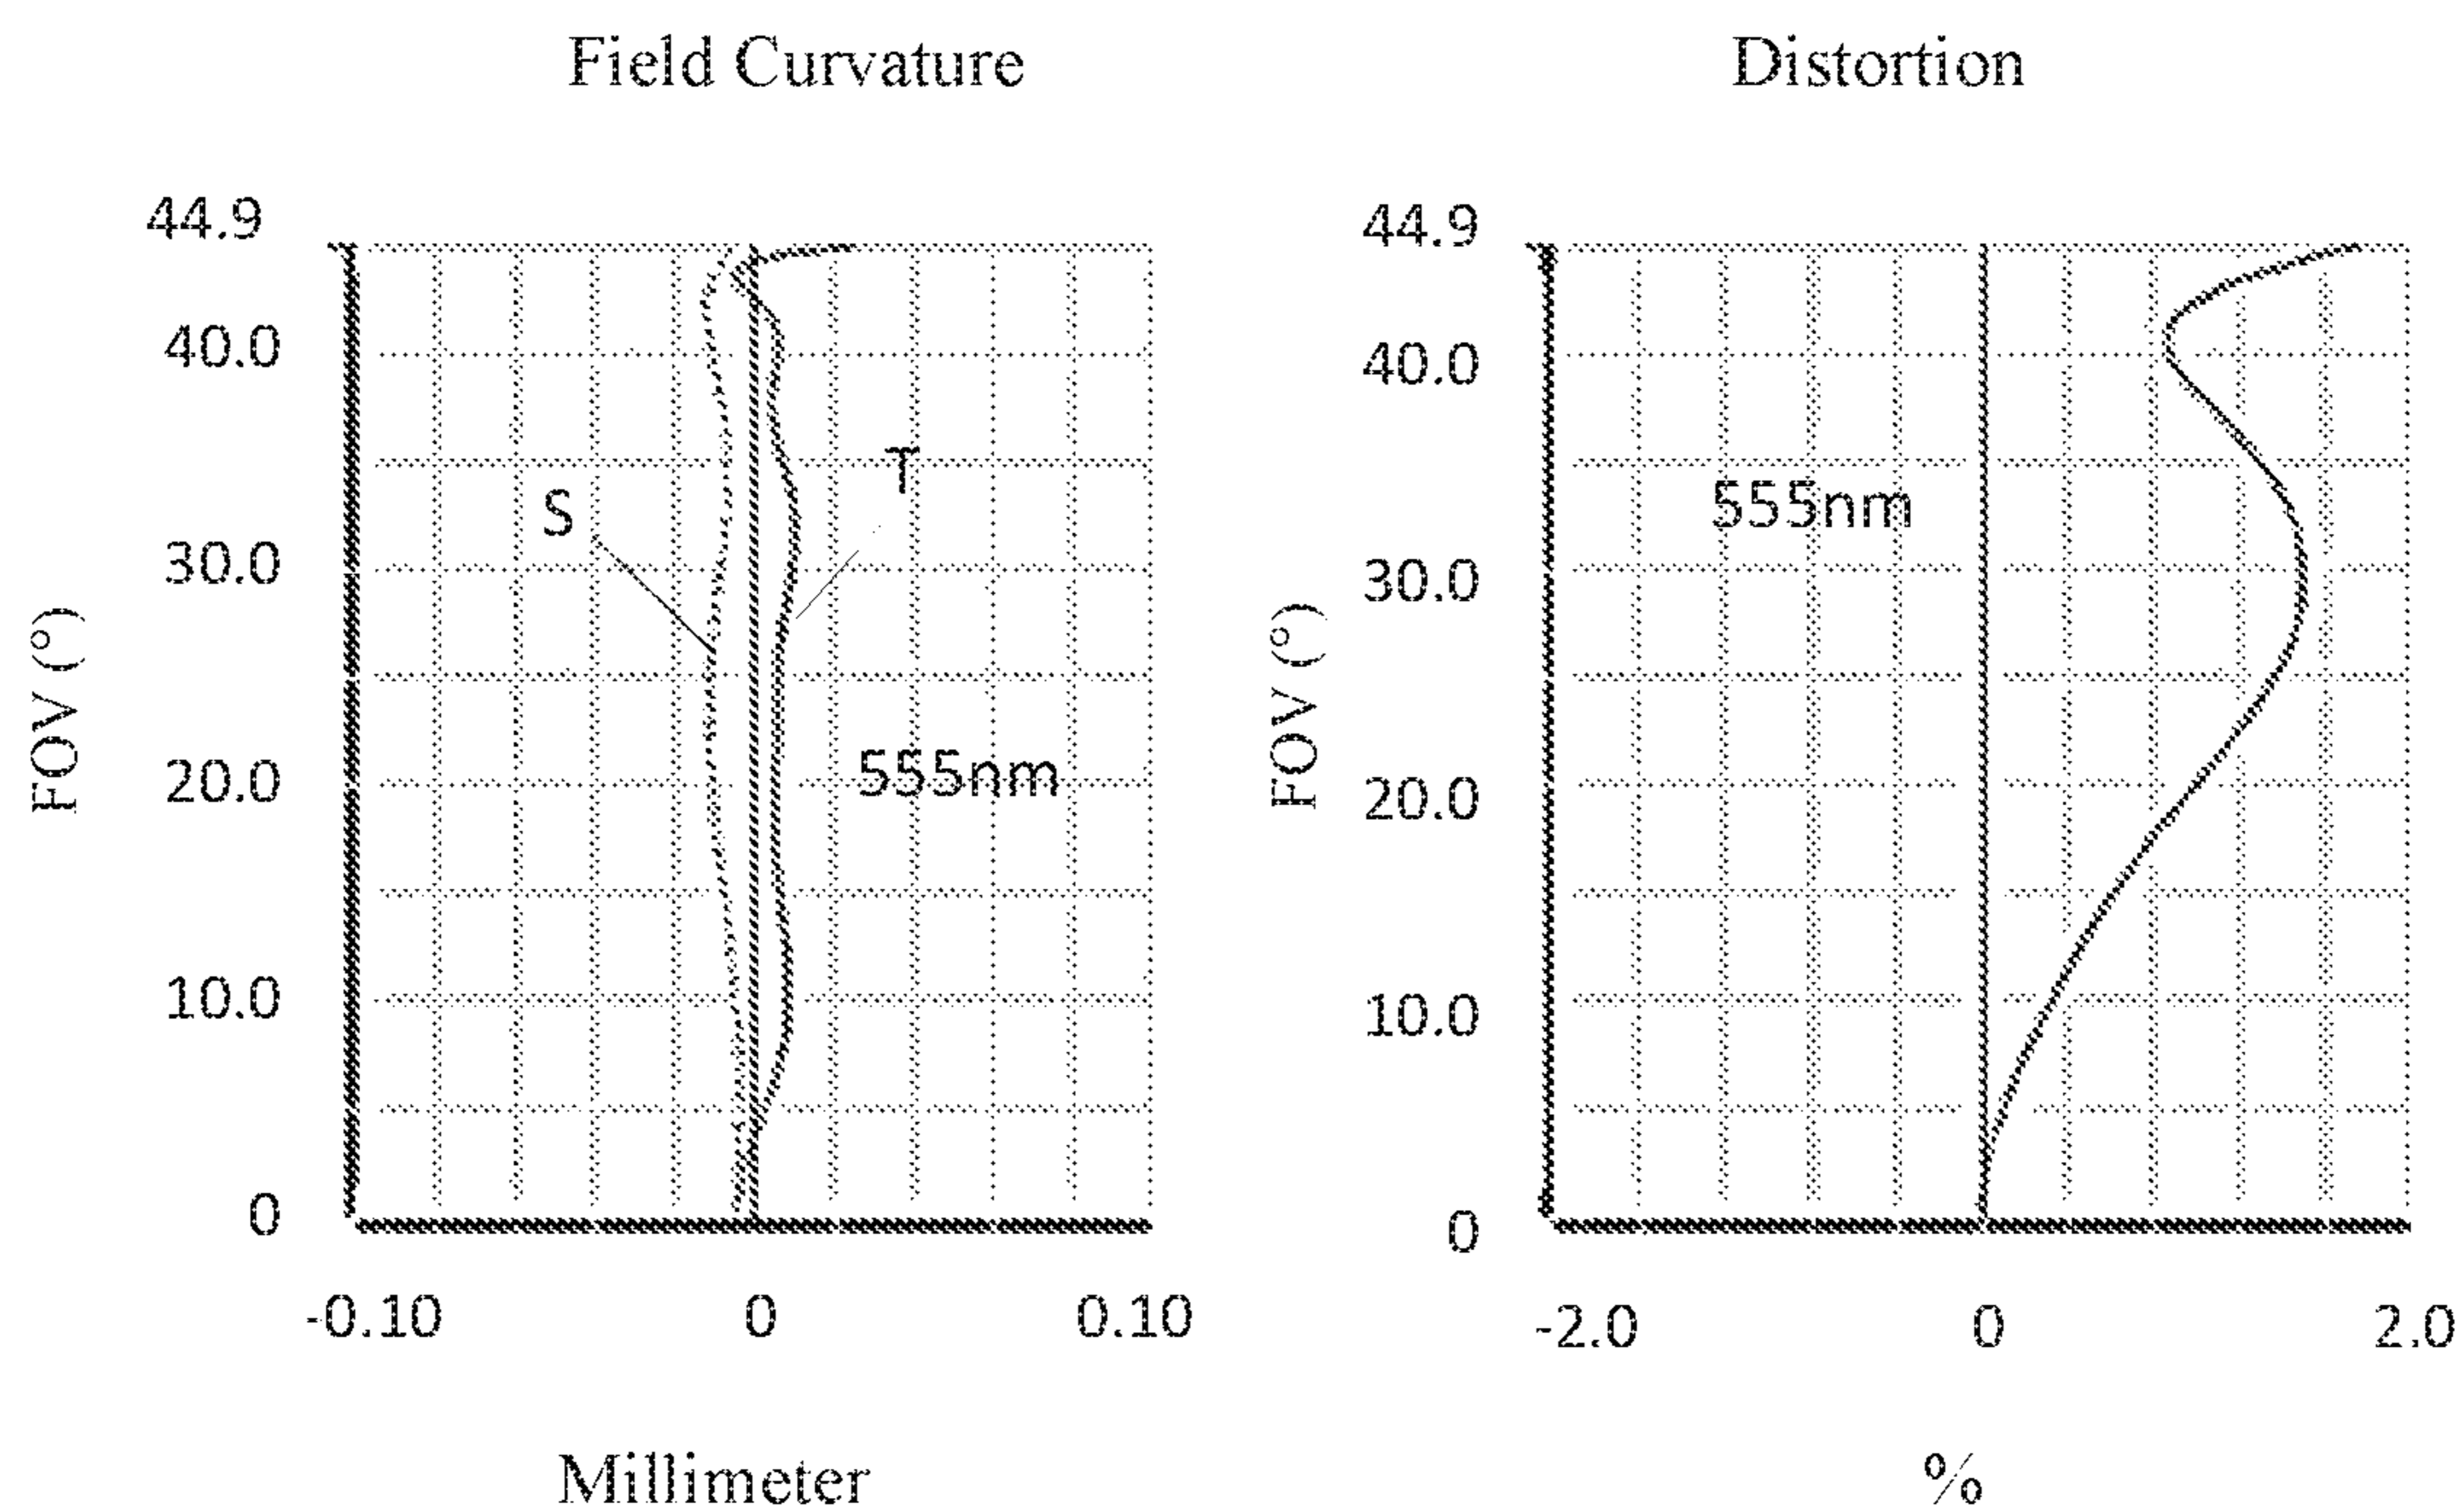 Field Curvature
44.9
40.0
30.0
20.0
10.0
0
FOV (°)
S
T
555nm
-0.10
0
0.10
Millimeter
Distortion
44.9
40.0
30.0
20.0
10.0
0
FOV (°)
555nm
-2.0
0
2.0
%